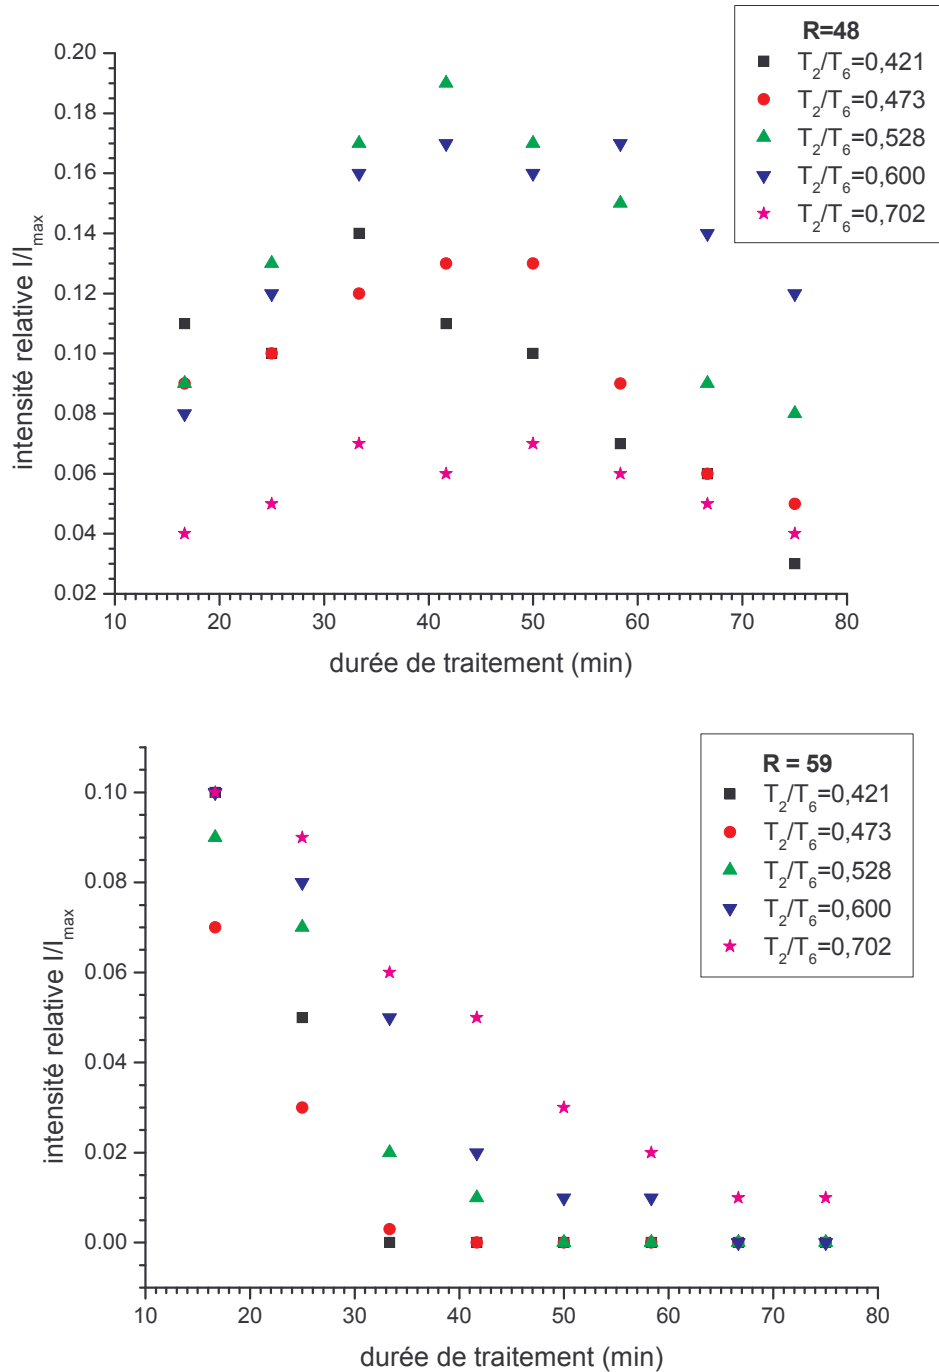 R=48
T2/T6=0,421
T2/T6=0,473
T2/T6=0,528
T2/T6=0,600
T2/T6=0,702
0.20
0.18
0.16
0.14
0.12
0.10
0.08
0.06
0.04
0.02
intensité relative I/Imax
10 20 30 40 50 60 70 80
durée de traitement (min)
R = 59
T2/T6=0,421
T2/T6=0,473
T2/T6=0,528
T2/T6=0,600
T2/T6=0,702
0.10
0.08
0.06
0.04
0.02
0.00
intensité relative I/Imax
10 20 30 40 50 60 70 80
durée de traitement (min)